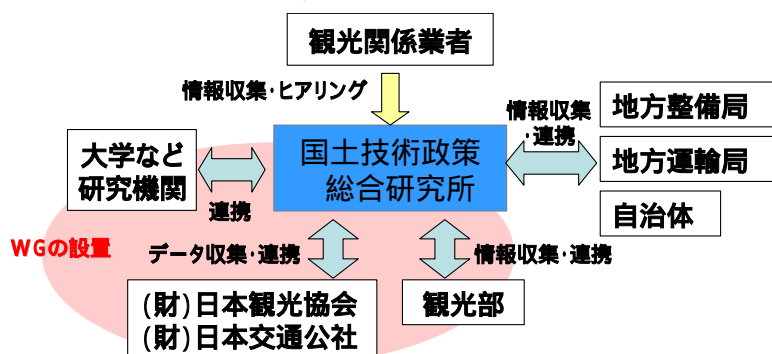 観光関係業者
情報収集・ヒアリング
情報収集
・連携
地方整備局
地方運輸局
自治体
大学など
研究機関
連携
国土技術政策
総合研究所
WGの設置
データ収集・連携
情報収集・連携
(財)日本観光協会
(財)日本交通公社
観光部